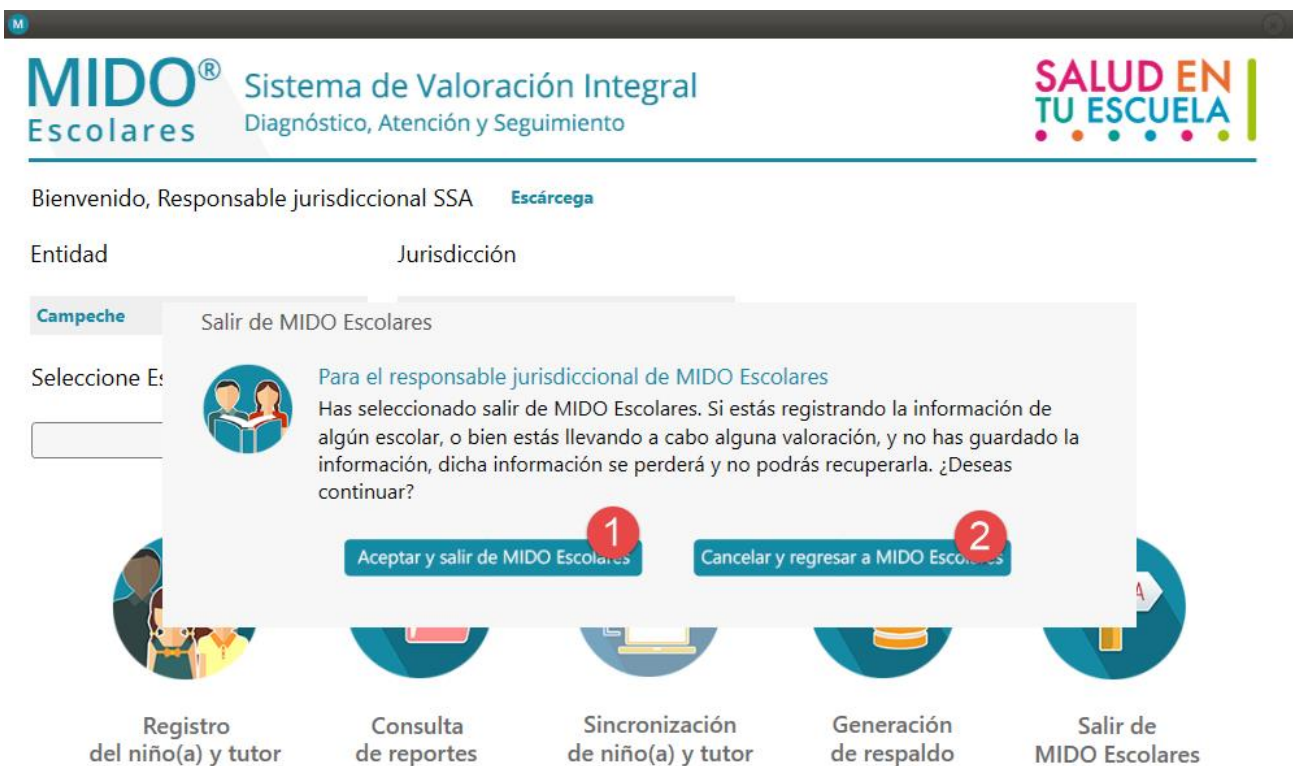 M
MIDO®
Escolares
Sistema de Valoración Integral
Diagnóstico, Atención y Seguimiento
SALUD EN
TU ESCUELA
Bienvenido, Responsable jurisdiccional SSA Escárcega
Entidad Jurisdicción
Campeche
Seleccione
Salir de MIDO Escolares
Para el responsable jurisdiccional de MIDO Escolares
Has seleccionado salir de MIDO Escolares. Si estás registrando la información de
algún escolar, o bien estás llevando a cabo alguna valoración, y no has guardado la
información, dicha información se perderá y no podrás recuperarla. ¿Deseas
continuar?
1 2
Aceptar y salir de MIDO Escolares Cancelar y regresar a MIDO Escolares
A
Registro
del niño(a) y tutor
Consulta
de reportes
Sincronización
de niño(a) y tutor
Generación
de respaldo
Salir de
MIDO Escolares